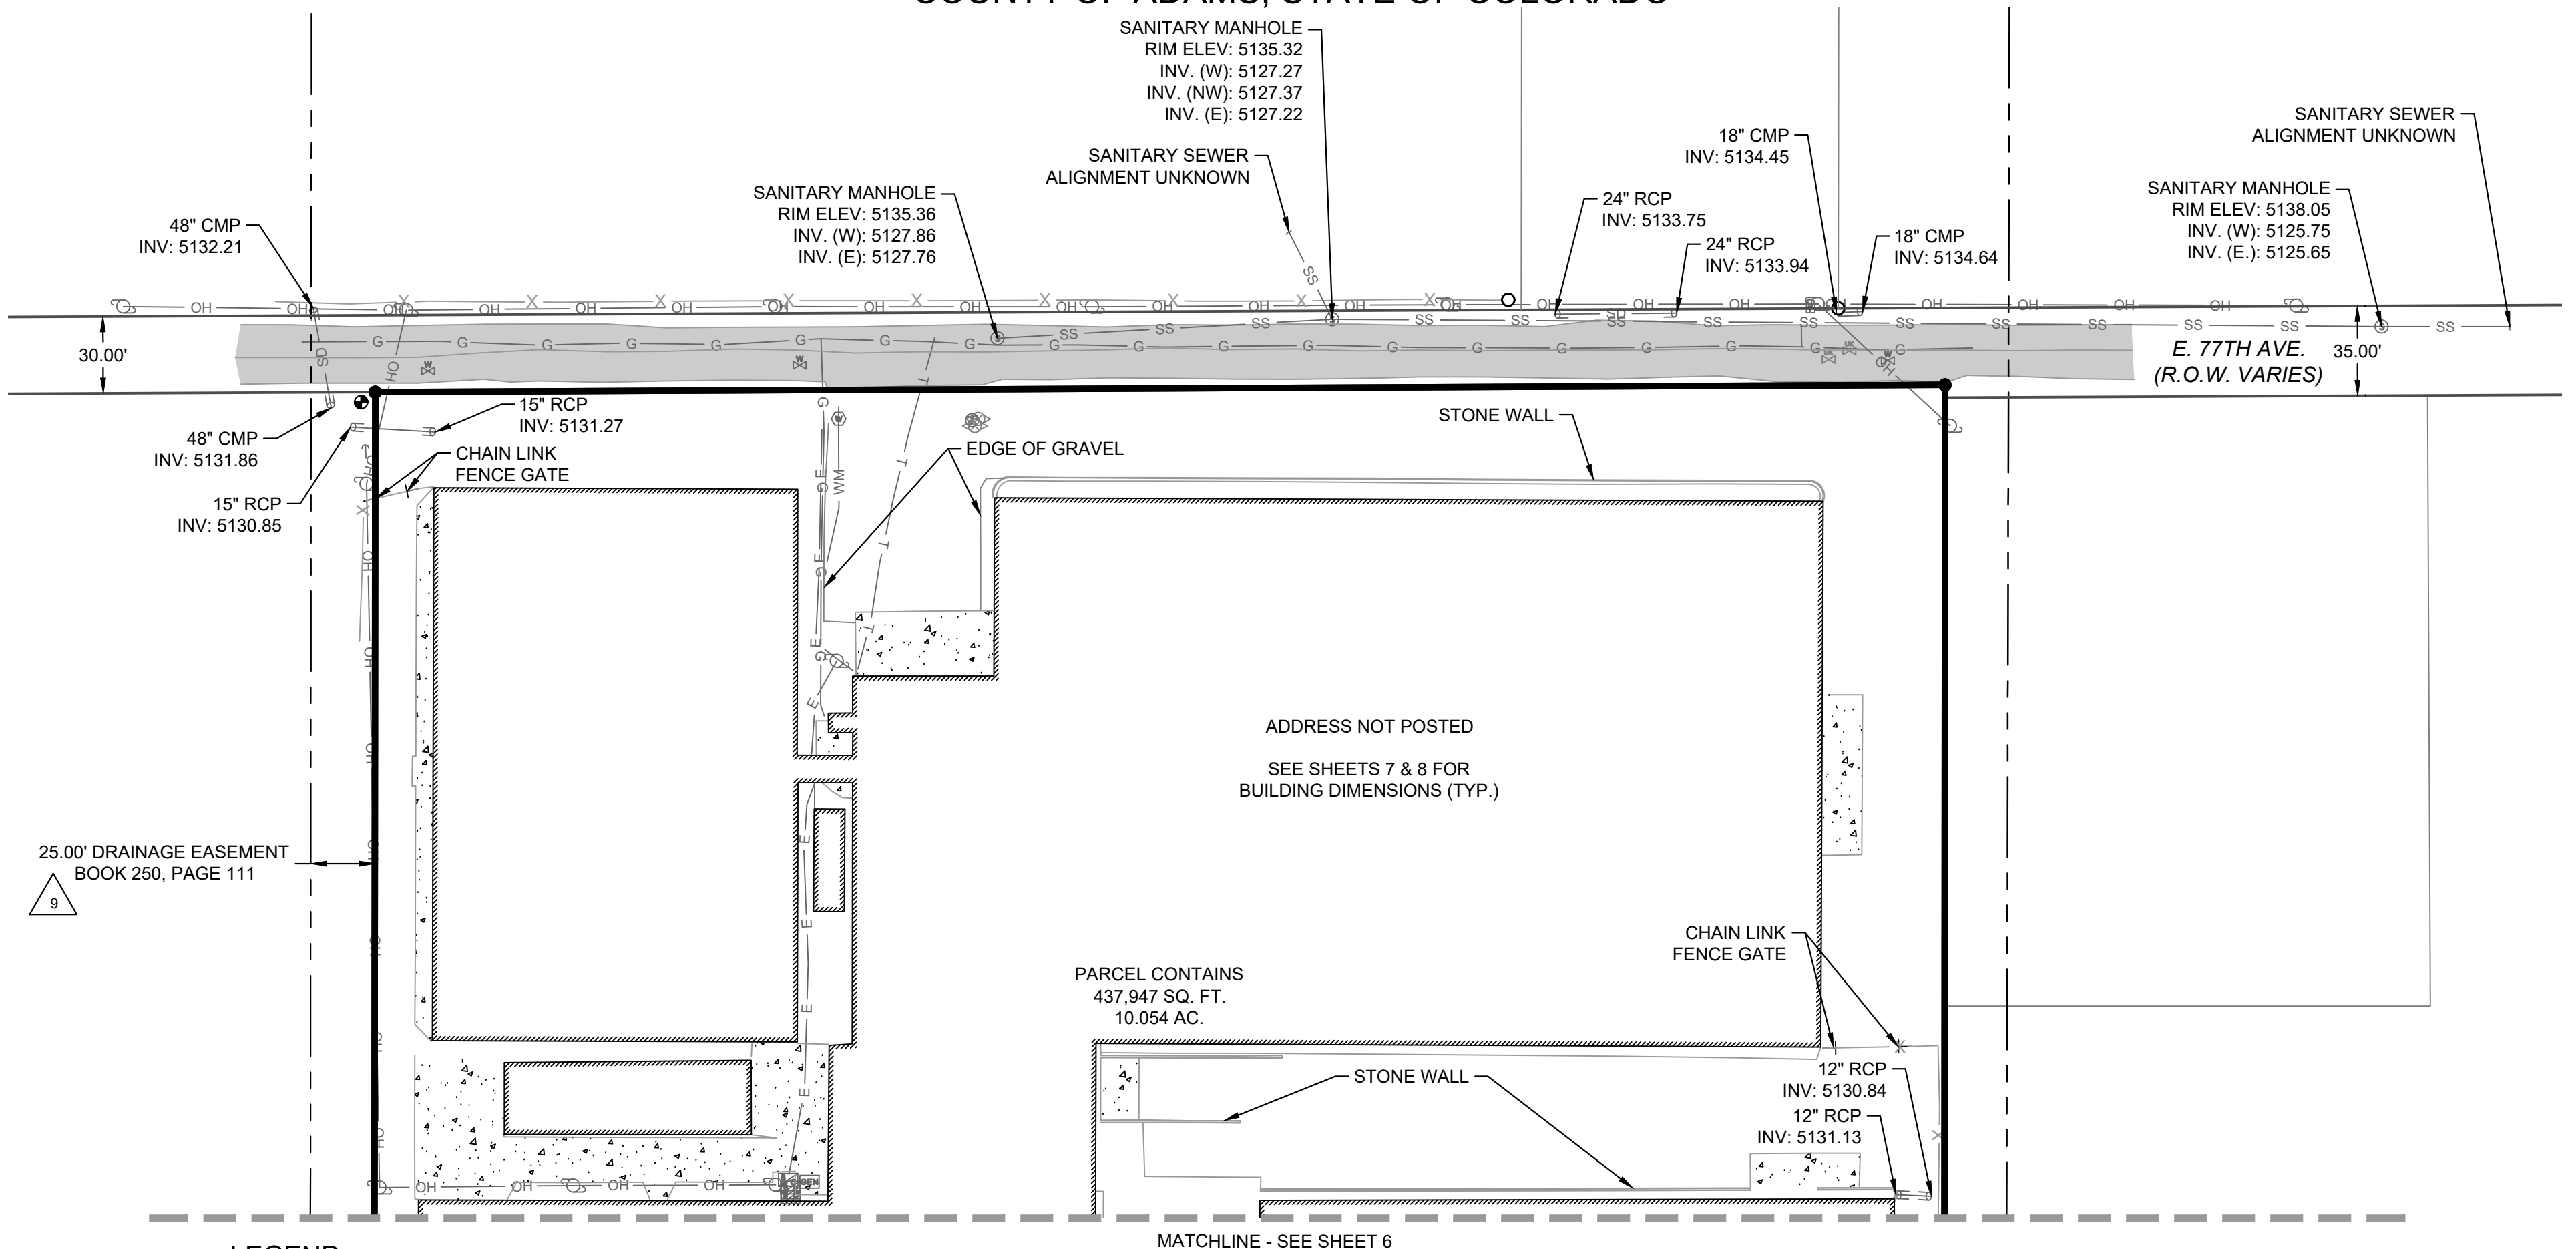 COUNTY OF ADAMS, STATE OF COLORADO
SANITARY MANHOLE
RIM ELEV: 5135.32
INV. (W): 5127.27
INV. (NW): 5127.37
INV. (E): 5127.22
SANITARY SEWER
ALIGNMENT UNKNOWN
18" CMP
INV: 5134.45
SANITARY SEWER
ALIGNMENT UNKNOWN
SANITARY MANHOLE
RIM ELEV: 5135.36
INV. (W): 5127.86
INV. (E): 5127.76
24" RCP
INV: 5133.75
SANITARY MANHOLE
RIM ELEV: 5138.05
INV. (W): 5125.75
INV. (E.): 5125.65
48" CMP
INV: 5132.21
24" RCP
INV: 5133.94
18" CMP
INV: 5134.64
30.00'
E. 77TH AVE.
(R.O.W. VARIES)
35.00'
15" RCP
INV: 5131.27
STONE WALL
48" CMP
INV: 5131.86
CHAIN LINK
FENCE GATE
EDGE OF GRAVEL
15" RCP
INV: 5130.85
ADDRESS NOT POSTED
SEE SHEETS 7 & 8 FOR
BUILDING DIMENSIONS (TYP.)
25.00' DRAINAGE EASEMENT
BOOK 250, PAGE 111
9
CHAIN LINK
FENCE GATE
PARCEL CONTAINS
437,947 SQ. FT.
10.054 AC.
STONE WALL
12" RCP
INV: 5130.84
12" RCP
INV: 5131.13
GEN
MATCHLINE - SEE SHEET 6
LEGEND